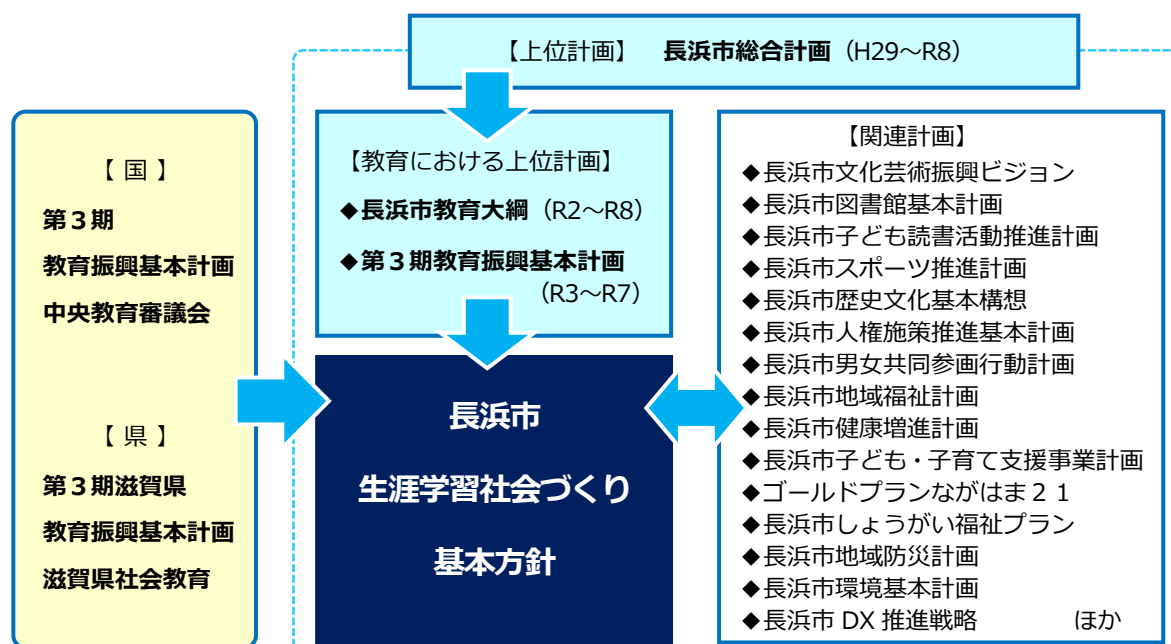 【上位計画】 長浜市総合計画（H29～R8）
【 国 】
第３期
教育振興基本計画
中央教育審議会
【 県 】
第３期滋賀県
教育振興基本計画
滋賀県社会教育
【教育における上位計画】
◆長浜市教育大綱（R2～R8）
◆第３期教育振興基本計画
（R3～R7）
長浜市
生涯学習社会づくり
基本方針
【関連計画】
◆長浜市文化芸術振興ビジョン
◆長浜市図書館基本計画
◆長浜市子ども読書活動推進計画
◆長浜市スポーツ推進計画
◆長浜市歴史文化基本構想
◆長浜市人権施策推進基本計画
◆長浜市男女共同参画行動計画
◆長浜市地域福祉計画
◆長浜市健康増進計画
◆長浜市子ども・子育て支援事業計画
◆ゴールドプランながはま２１
◆長浜市しょうがい福祉プラン
◆長浜市地域防災計画
◆長浜市環境基本計画
◆長浜市 DX 推進戦略 ほか